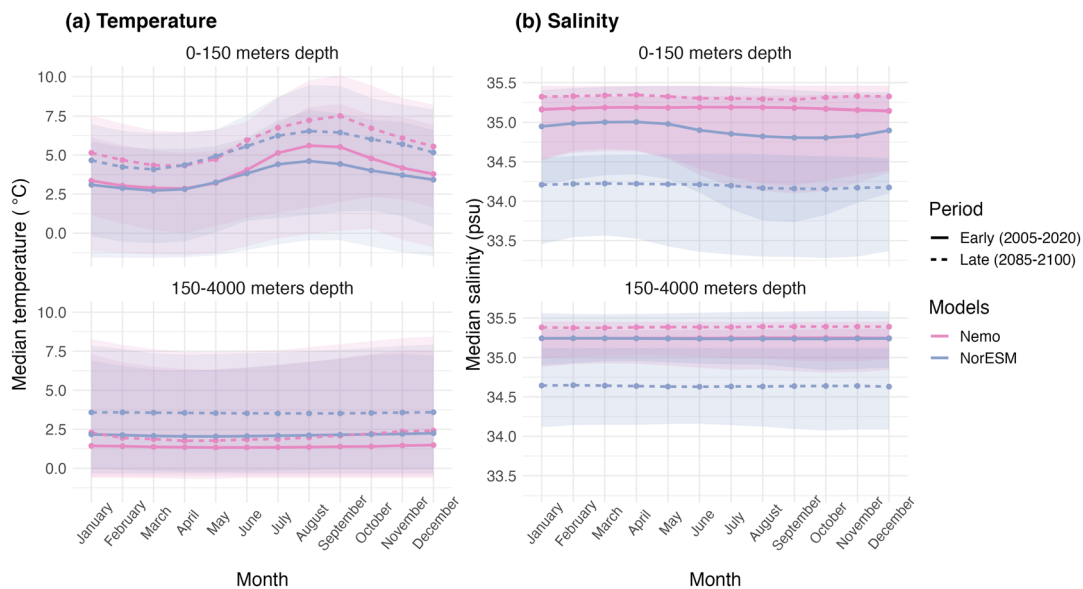 (a) Temperature
0-150 meters depth
10.0
7.5
5.0
2.5
0.0
150-4000 meters depth
10.0
7.5
5.0
2.5
0.0
Median temperature ( °C)
January
February
March
April
May
June
July
August
September
October
November
December
Month
(b) Salinity
0-150 meters depth
35.5
35.0
34.5
34.0
33.5
150-4000 meters depth
35.5
35.0
34.5
34.0
33.5
Median salinity (psu)
January
February
March
April
May
June
July
August
September
October
November
December
Month
Period
Early (2005-2020)
Late (2085-2100)
Models
Nemo
NorESM